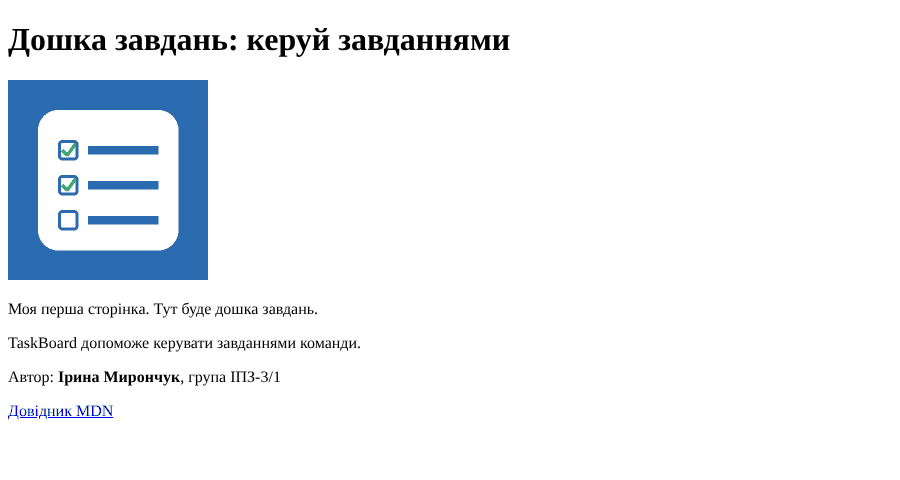 Дошка завдань: керуй завданнями
Моя перша сторінка. Тут буде дошка завдань.
TaskBoard допоможе керувати завданнями команди.
Автор: Ірина Мирончук, група ІПЗ-3/1
Довідник MDN